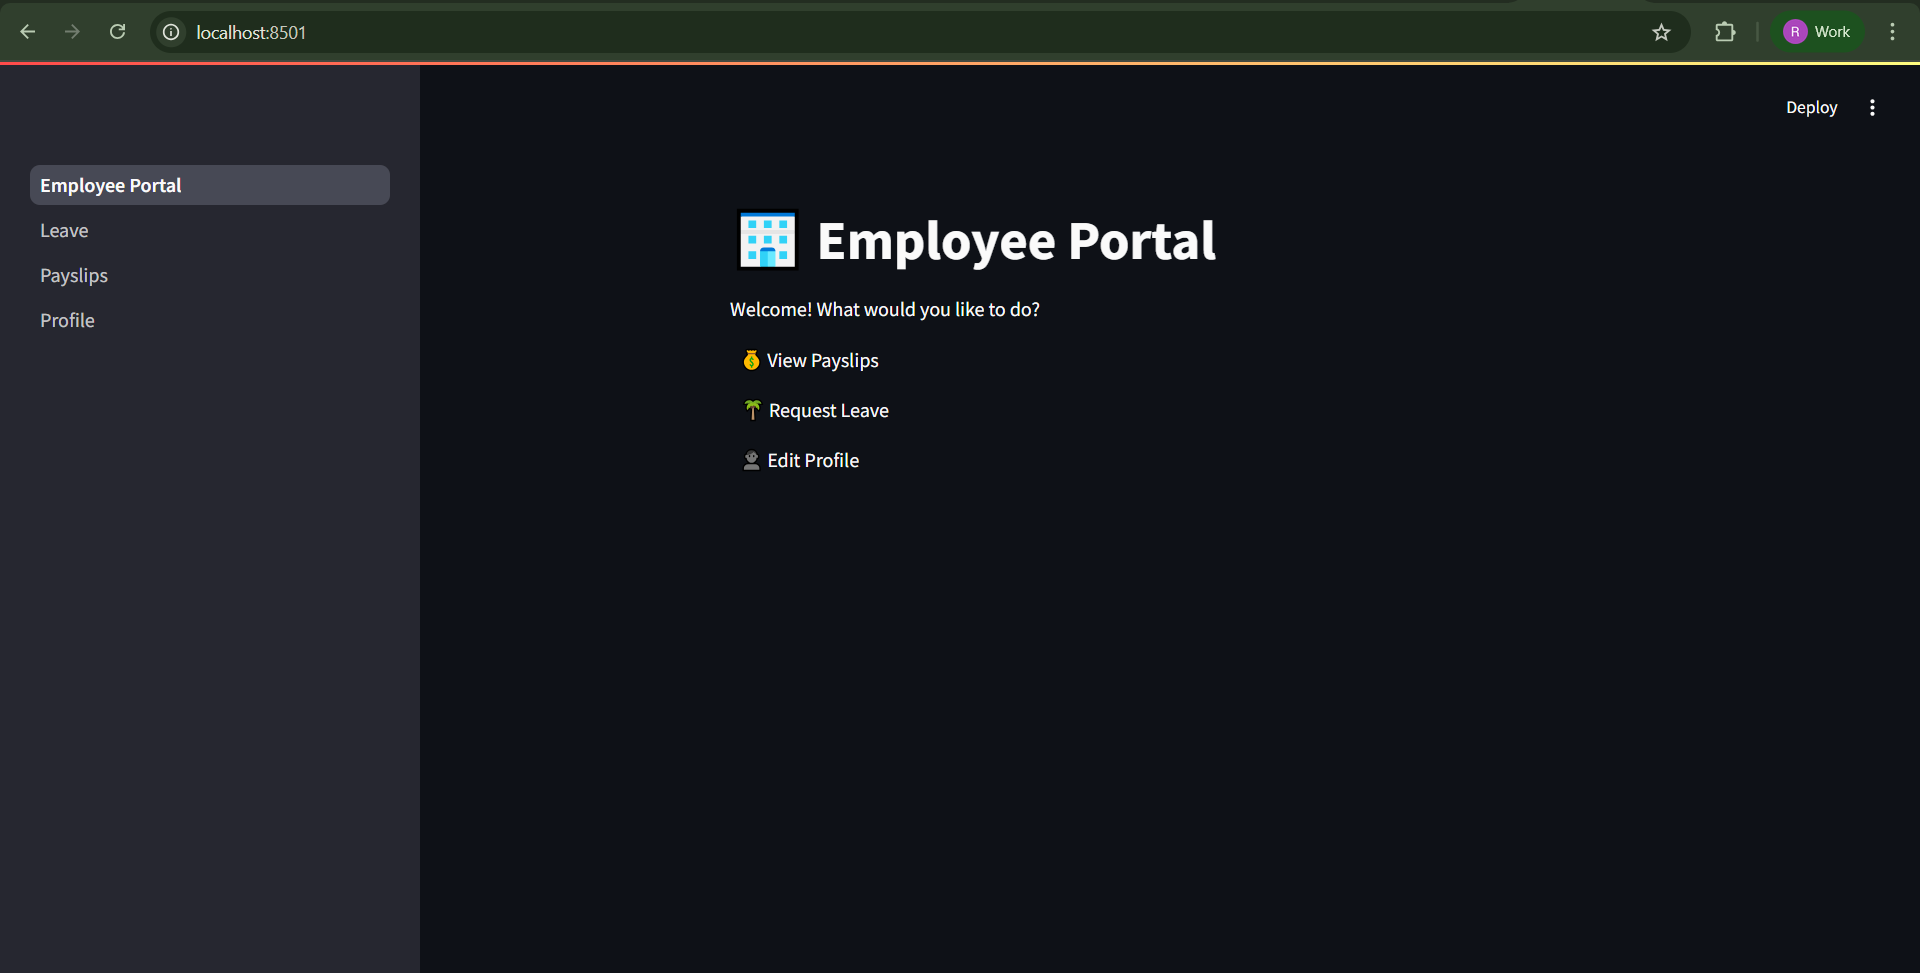 localhost:8501
R Work
Deploy
Employee Portal
Leave
Payslips
Profile
Employee Portal
Welcome! What would you like to do?
View Payslips
Request Leave
Edit Profile